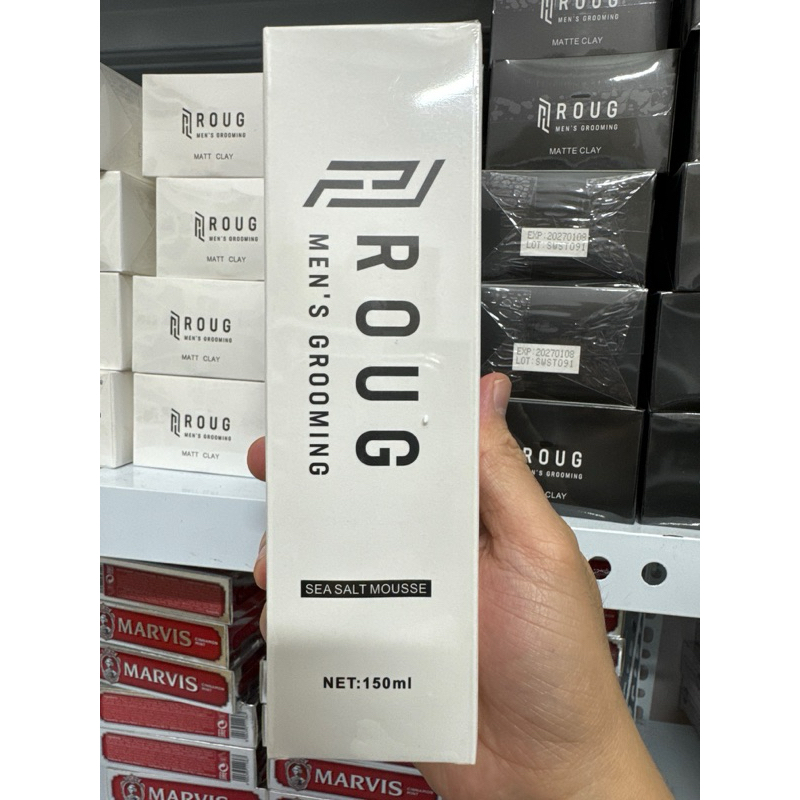 ROUG
MEN'S GROOMING
SEA SALT MOUSSE
NET:150ml
ROUG
MEN'S GROOMING
MATT CLAY
ROUG
MEN'S GROOMING
MATT CLAY
ROUG
MEN'S GROOMING
MATT CLAY
ROUG
MEN'S GROOMING
MATT CLAY
ROUG
MEN'S GROOMING
MATTE CLAY
ROUG
MEN'S GROOMING
MATTE CLAY
EXP:20270108
LOT:SWST091
EXP:20270108
LOT:SWST091
ROUG
N'S GROOMING
CLAY
MARVIS
MARVIS
MARVIS
MARVIS